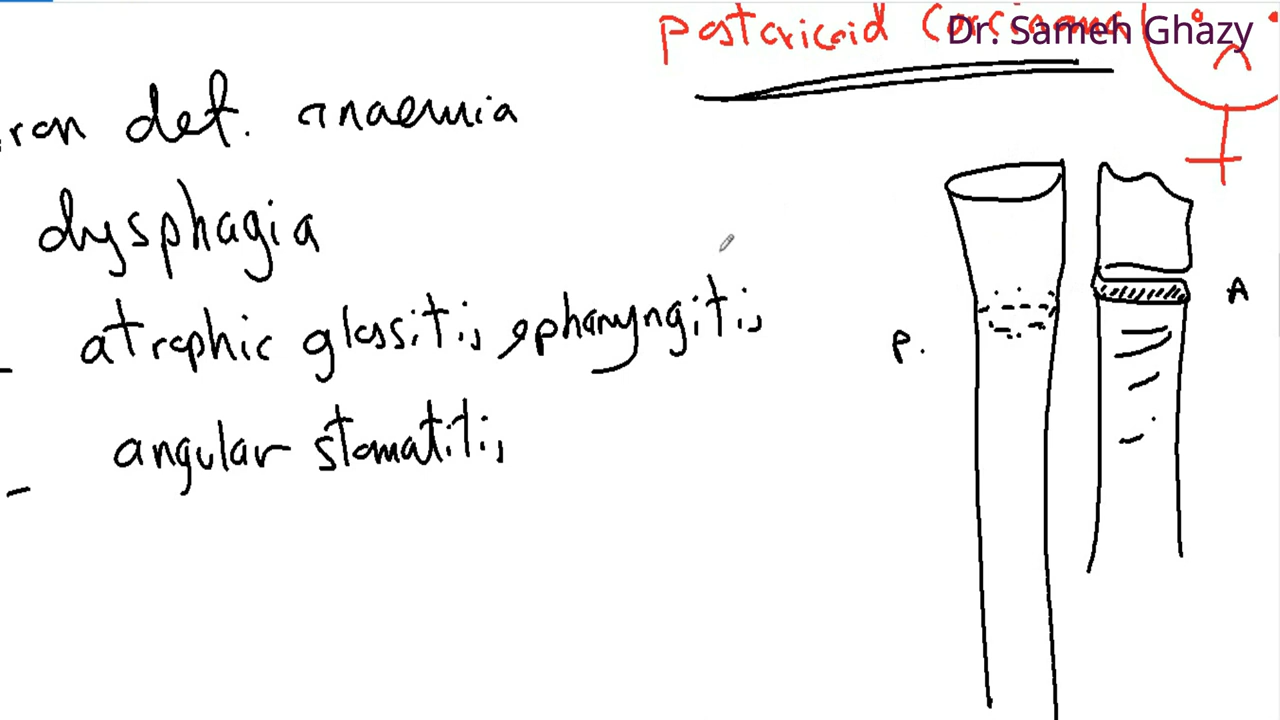 postcricoid carcinoma
Dr. Sameh Ghazy
iron def. anaemia
dysphagia
atrophic glossitis, pharyngitis,
angular stomatitis
A
P.